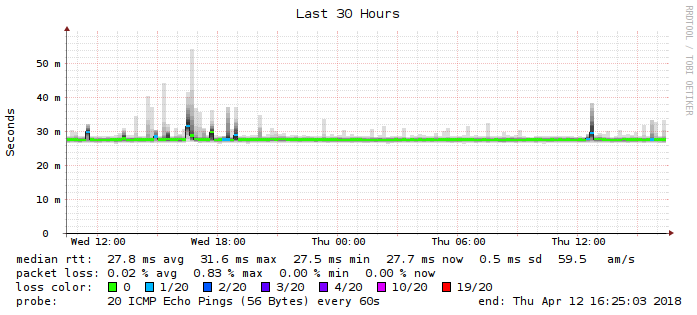 Last 30 Hours
RRDTOOL / TOBI OETIKER
Seconds
50 m
40 m
30 m
20 m
10 m
0
Wed 12:00 Wed 18:00 Thu 00:00 Thu 06:00 Thu 12:00
median rtt: 27.8 ms avg 31.6 ms max 27.5 ms min 27.7 ms now 0.5 ms sd 59.5 am/s
packet loss: 0.02 % avg 0.83 % max 0.00 % min 0.00 % now
loss color: 0 1/20 2/20 3/20 4/20 10/20 19/20
probe: 20 ICMP Echo Pings (56 Bytes) every 60s end: Thu Apr 12 16:25:03 2018